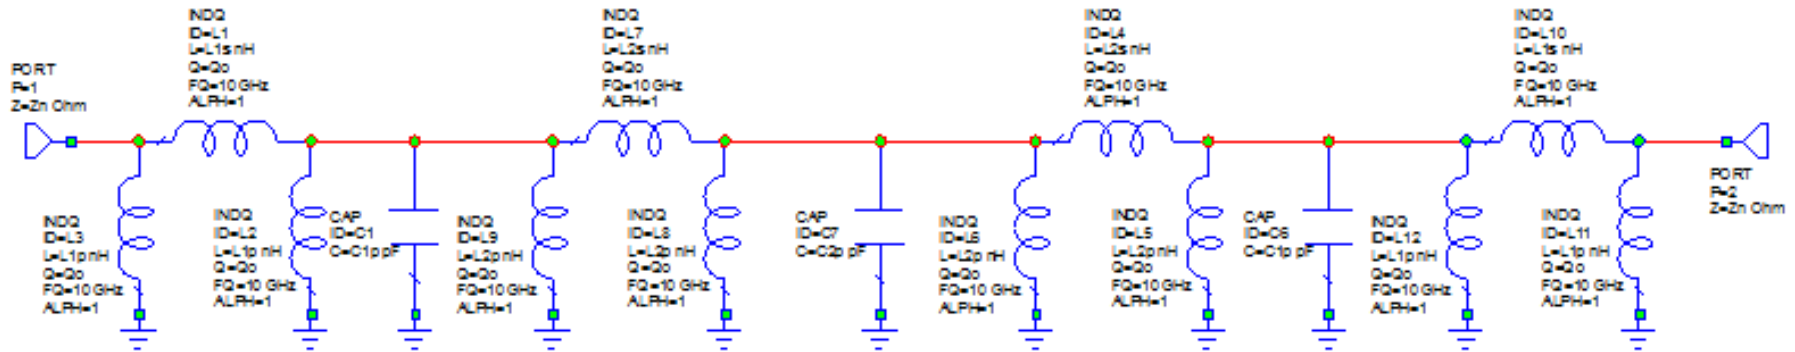 PORT
P=1
Z=Zn Ohm
INDQ
ID=L1
L=L1s nH
Q=Qo
FQ=10 GHz
ALPH=1
INDQ
ID=L7
L=L2s nH
Q=Qo
FQ=10 GHz
ALPH=1
INDQ
ID=L4
L=L2s nH
Q=Qo
FQ=10 GHz
ALPH=1
INDQ
ID=L10
L=L1s nH
Q=Qo
FQ=10 GHz
ALPH=1
PORT
P=2
Z=Zn Ohm
INDQ
ID=L3
L=L1p nH
Q=Qo
FQ=10 GHz
ALPH=1
INDQ
ID=L2
L=L1p nH
Q=Qo
FQ=10 GHz
ALPH=1
CAP
ID=C1
C=C1p pF
INDQ
ID=L9
L=L2p nH
Q=Qo
FQ=10 GHz
ALPH=1
INDQ
ID=L8
L=L2p nH
Q=Qo
FQ=10 GHz
ALPH=1
CAP
ID=C7
C=C2p pF
INDQ
ID=L6
L=L2p nH
Q=Qo
FQ=10 GHz
ALPH=1
INDQ
ID=L5
L=L2p nH
Q=Qo
FQ=10 GHz
ALPH=1
CAP
ID=C6
C=C1p pF
INDQ
ID=L12
L=L1p nH
Q=Qo
FQ=10 GHz
ALPH=1
INDQ
ID=L11
L=L1p nH
Q=Qo
FQ=10 GHz
ALPH=1